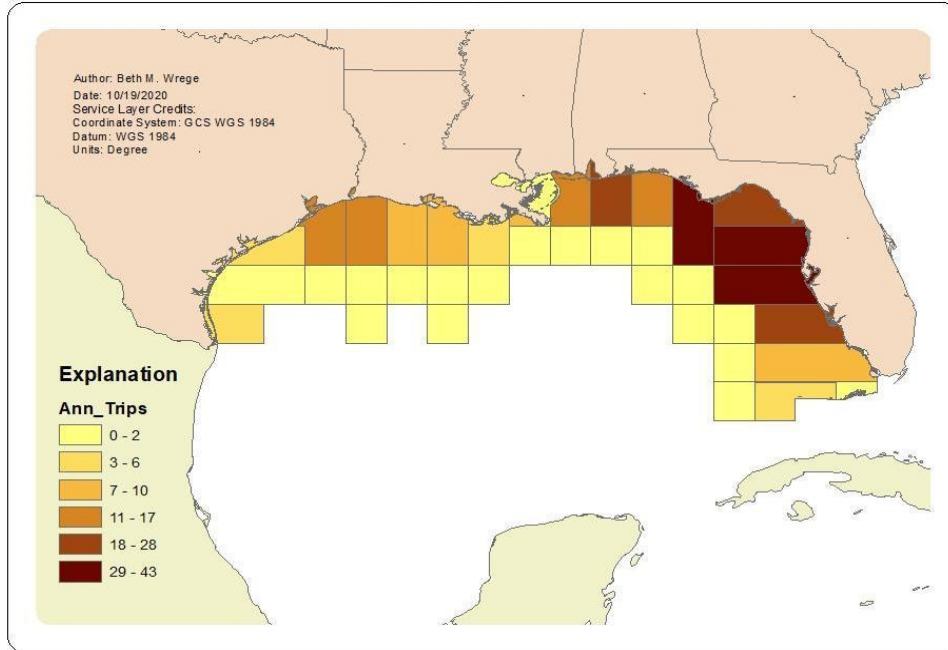 Author: Beth M. Wrege
Date: 10/19/2020
Service Layer Credits:
Coordinate System: GCS WGS 1984
Datum: WGS 1984
Units: Degree
Explanation
Ann_Trips
0 - 2
3 - 6
7 - 10
11 - 17
18 - 28
29 - 43